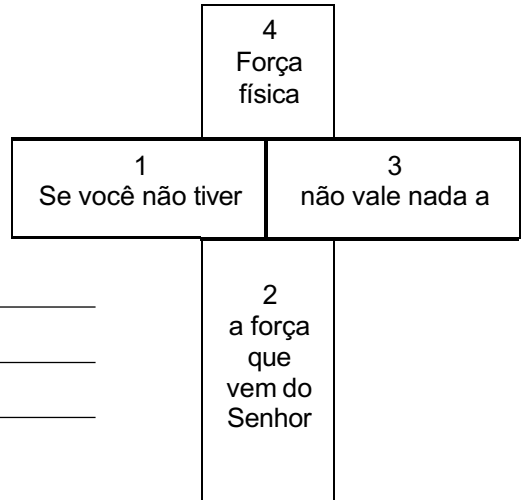 4
Força
física
1
Se você não tiver
3
não vale nada a
2
a força
que
vem do
Senhor